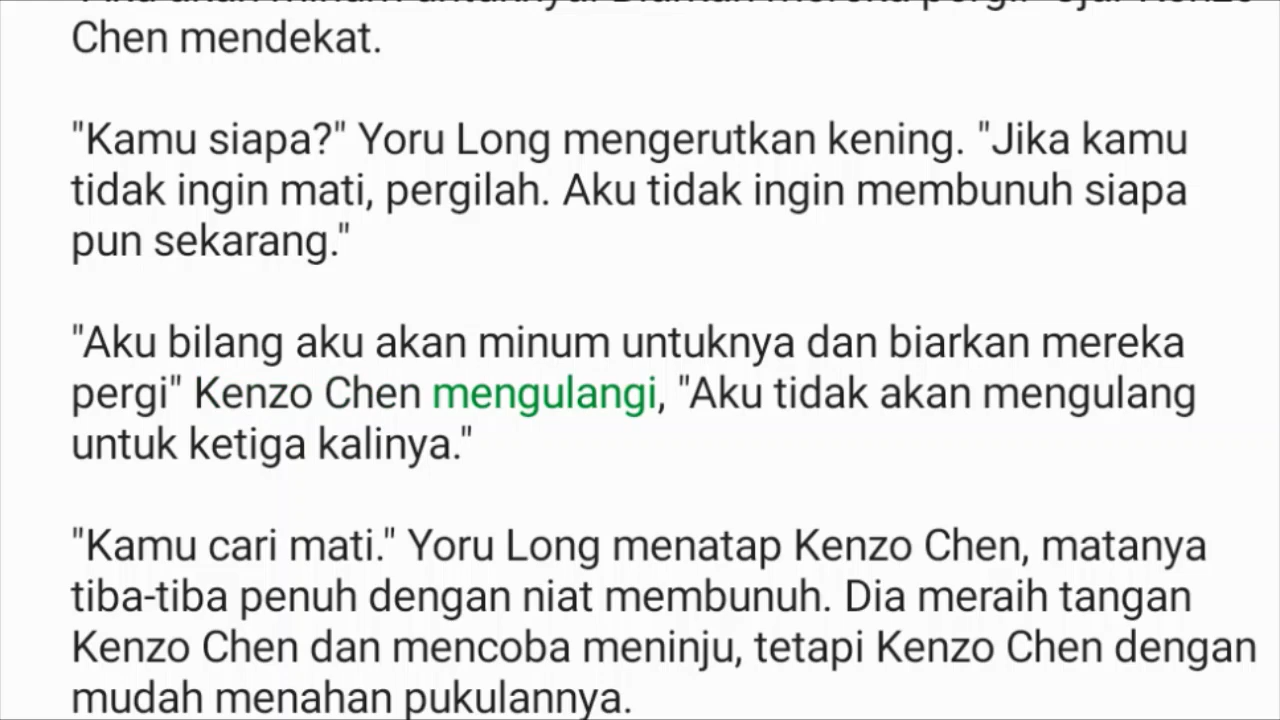 Chen mendekat.
"Kamu siapa?" Yoru Long mengerutkan kening. "Jika kamu
tidak ingin mati, pergilah. Aku tidak ingin membunuh siapa
pun sekarang."
"Aku bilang aku akan minum untuknya dan biarkan mereka
pergi" Kenzo Chen mengulangi, "Aku tidak akan mengulang
untuk ketiga kalinya."
"Kamu cari mati." Yoru Long menatap Kenzo Chen, matanya
tiba-tiba penuh dengan niat membunuh. Dia meraih tangan
Kenzo Chen dan mencoba meninju, tetapi Kenzo Chen dengan
mudah menahan pukulannya.